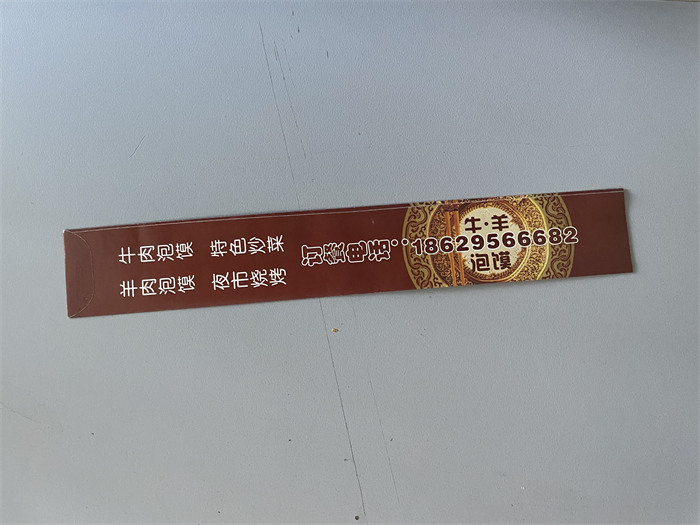 牛肉泡馍 特色炒菜
羊肉泡馍 夜市烧烤
订餐电话:18629566682
牛·羊
泡馍